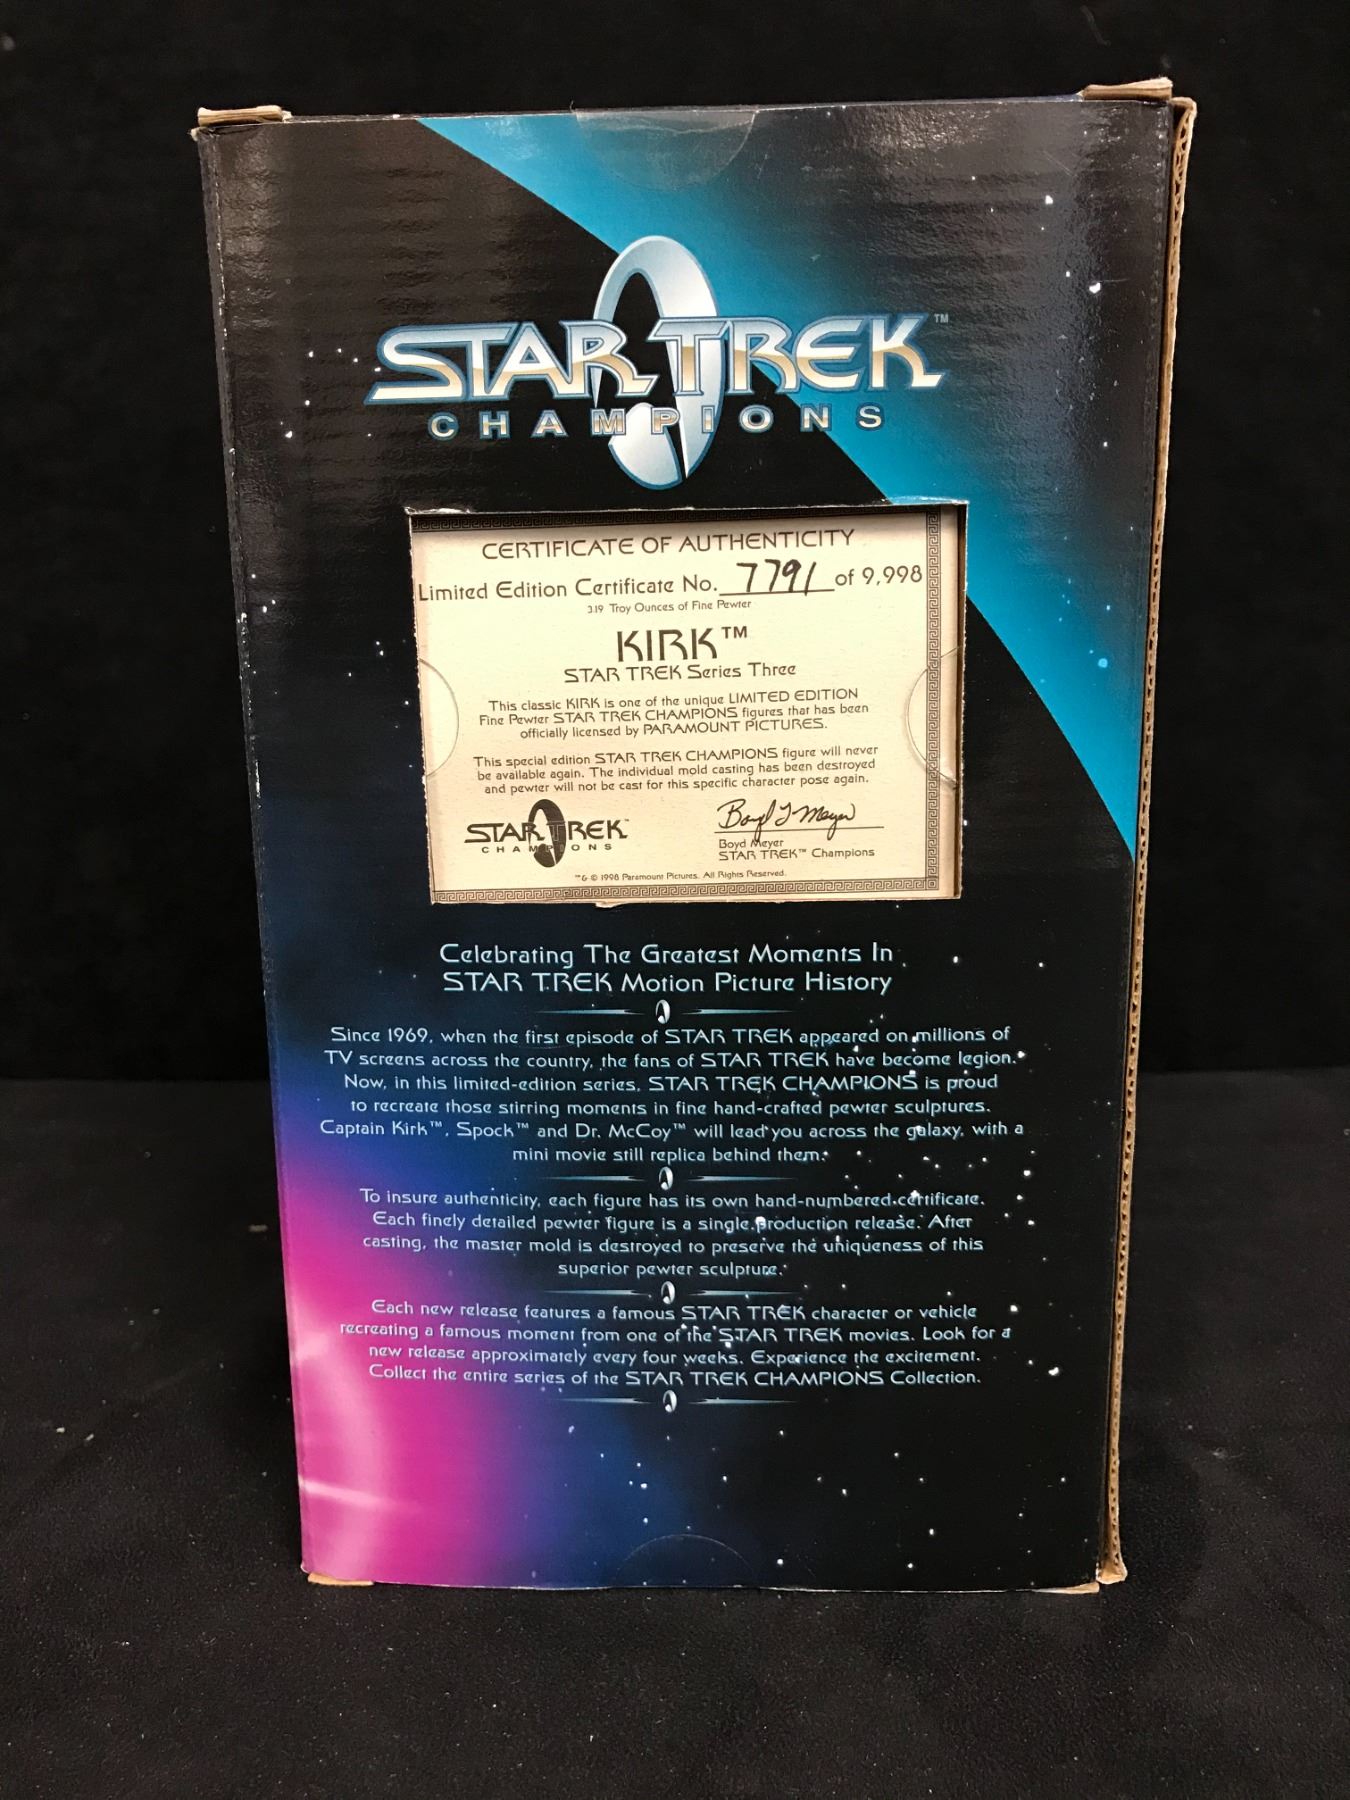 STAR TREK™
CHAMPIONS
CERTIFICATE OF AUTHENTICITY
Limited Edition Certificate No. 7791 of 9,998
3.19 Troy Ounces of Fine Pewter
KIRK™
STAR TREK Series Three
This classic KIRK is one of the unique LIMITED EDITION
Fine Pewter STAR TREK CHAMPIONS figures that has been
officially licensed by PARAMOUNT PICTURES.
This special edition STAR TREK CHAMPIONS figure will never
be available again. The individual mold casting has been destroyed
and pewter will not be cast for this specific character pose again.
STAR TREK™
CHAMPIONS
Boyd J Meyer
Boyd Meyer
STAR TREK™ Champions
™ & © 1998 Paramount Pictures. All Rights Reserved.
Celebrating The Greatest Moments In
STAR TREK Motion Picture History
Since 1969, when the first episode of STAR TREK appeared on millions of
TV screens across the country, the fans of STAR TREK have become legion.
Now, in this limited-edition series, STAR TREK CHAMPIONS is proud
to recreate those stirring moments in fine hand-crafted pewter sculptures.
Captain Kirk™, Spock™ and Dr. McCoy™ will lead you across the galaxy, with a
mini movie still replica behind them.
To insure authenticity, each figure has its own hand-numbered certificate.
Each finely detailed pewter figure is a single production release. After
casting, the master mold is destroyed to preserve the uniqueness of this
superior pewter sculpture.
Each new release features a famous STAR TREK character or vehicle
recreating a famous moment from one of the STAR TREK movies. Look for a
new release approximately every four weeks. Experience the excitement.
Collect the entire series of the STAR TREK CHAMPIONS Collection.